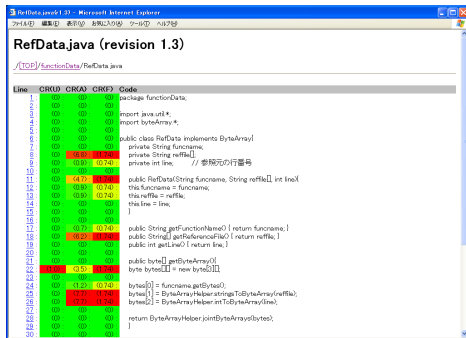 RefData.java(1.3) - Microsoft Internet Explorer
ファイル(F) 編集(E) 表示(V) お気に入り(A) ツール(T) ヘルプ(H)
RefData.java (revision 1.3)
/[TOP]/functionData/RefData.java
Line CR(U) CR(A) CR(F) Code
1 : (0) (0) (0) package functionData;
2 : (0) (0) (0)
3 : (0) (0) (0) import java.util.*;
4 : (0) (0) (0) import byteArray.*;
5 : (0) (0) (0)
6 : (0) (0) (0) public class RefData implements ByteArray{
7 : (0) (0) (0) private String funcname;
8 : (0) (6.6) (1.74) private String reffile[];
9 : (0) (0.9) (0.74) private int line; // 参照元の行番号
10 : (0) (0) (0)
11 : (0) (4.7) (1.74) public RefData(String funcname, String reffile[], int line){
12 : (0) (0.9) (0.74) this.funcname = funcname;
13 : (0) (0.9) (0.74) this.reffile = reffile;
14 : (0) (0) (0) this.line = line;
15 : (0) (0) (0) }
16 : (0) (0) (0)
17 : (0) (0.7) (0.74) public String getFunctionName() { return funcname; }
18 : (0) (6.2) (1.74) public String[] getReferenceFile() { return reffile; }
19 : (0) (0) (0) public int getLine() { return line; }
20 : (0) (0) (0)
21 : (0) (0) (0) public byte[] getByteArray(){
22 : (1.0) (3.5) (1.74) byte bytes[][] = new byte[3][];
23 : (0) (0) (0)
24 : (0) (1.2) (0.74) bytes[0] = funcname.getBytes();
25 : (0) (7.7) (1.74) bytes[1] = ByteArrayHelper.stringsToByteArray(reffile);
26 : (0) (7.7) (1.74) bytes[2] = ByteArrayHelper.intToByteArray(line);
27 : (0) (0) (0)
28 : (0) (0) (0) return ByteArrayHelper.jointByteArrays(bytes);
29 : (0) (0) (0) }
30 : (0) (0) (0)